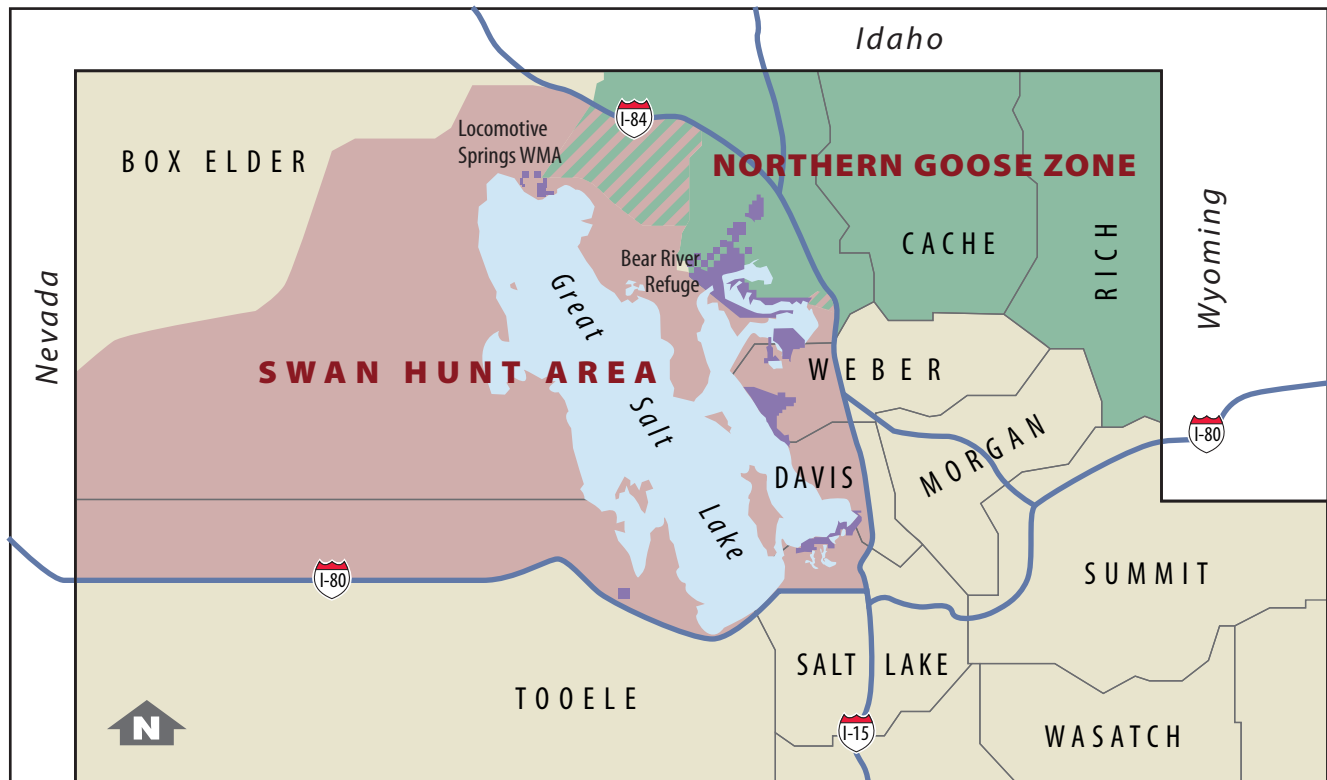 Idaho
I-84
Locomotive
Springs WMA
BOX ELDER
NORTHERN GOOSE ZONE
CACHE
RICH
Wyoming
Nevada
Bear River
Refuge
Great
Salt
Lake
SWAN HUNT AREA
WEBER
MORGAN
I-80
DAVIS
I-80
SUMMIT
SALT LAKE
TOOELE
N
I-15
WASATCH